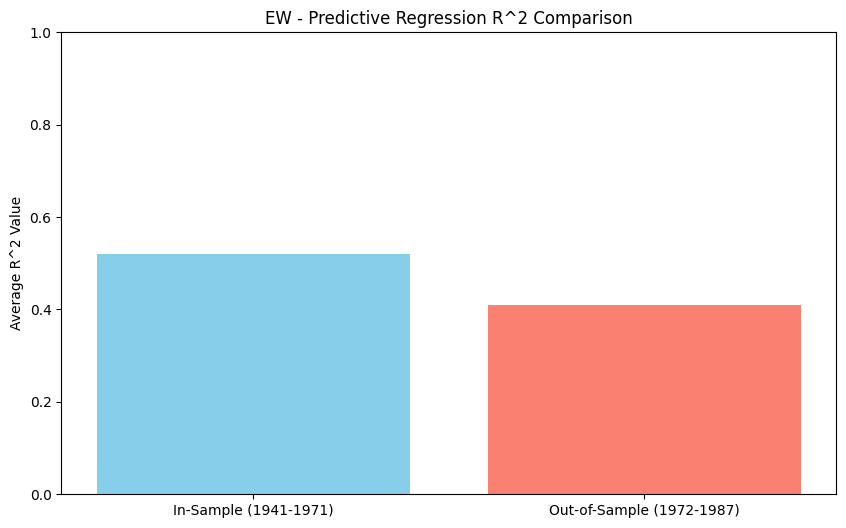 EW - Predictive Regression R^2 Comparison
1.0
0.8
0.6
0.4
0.2
0.0
Average R^2 Value
In-Sample (1941-1971)
Out-of-Sample (1972-1987)